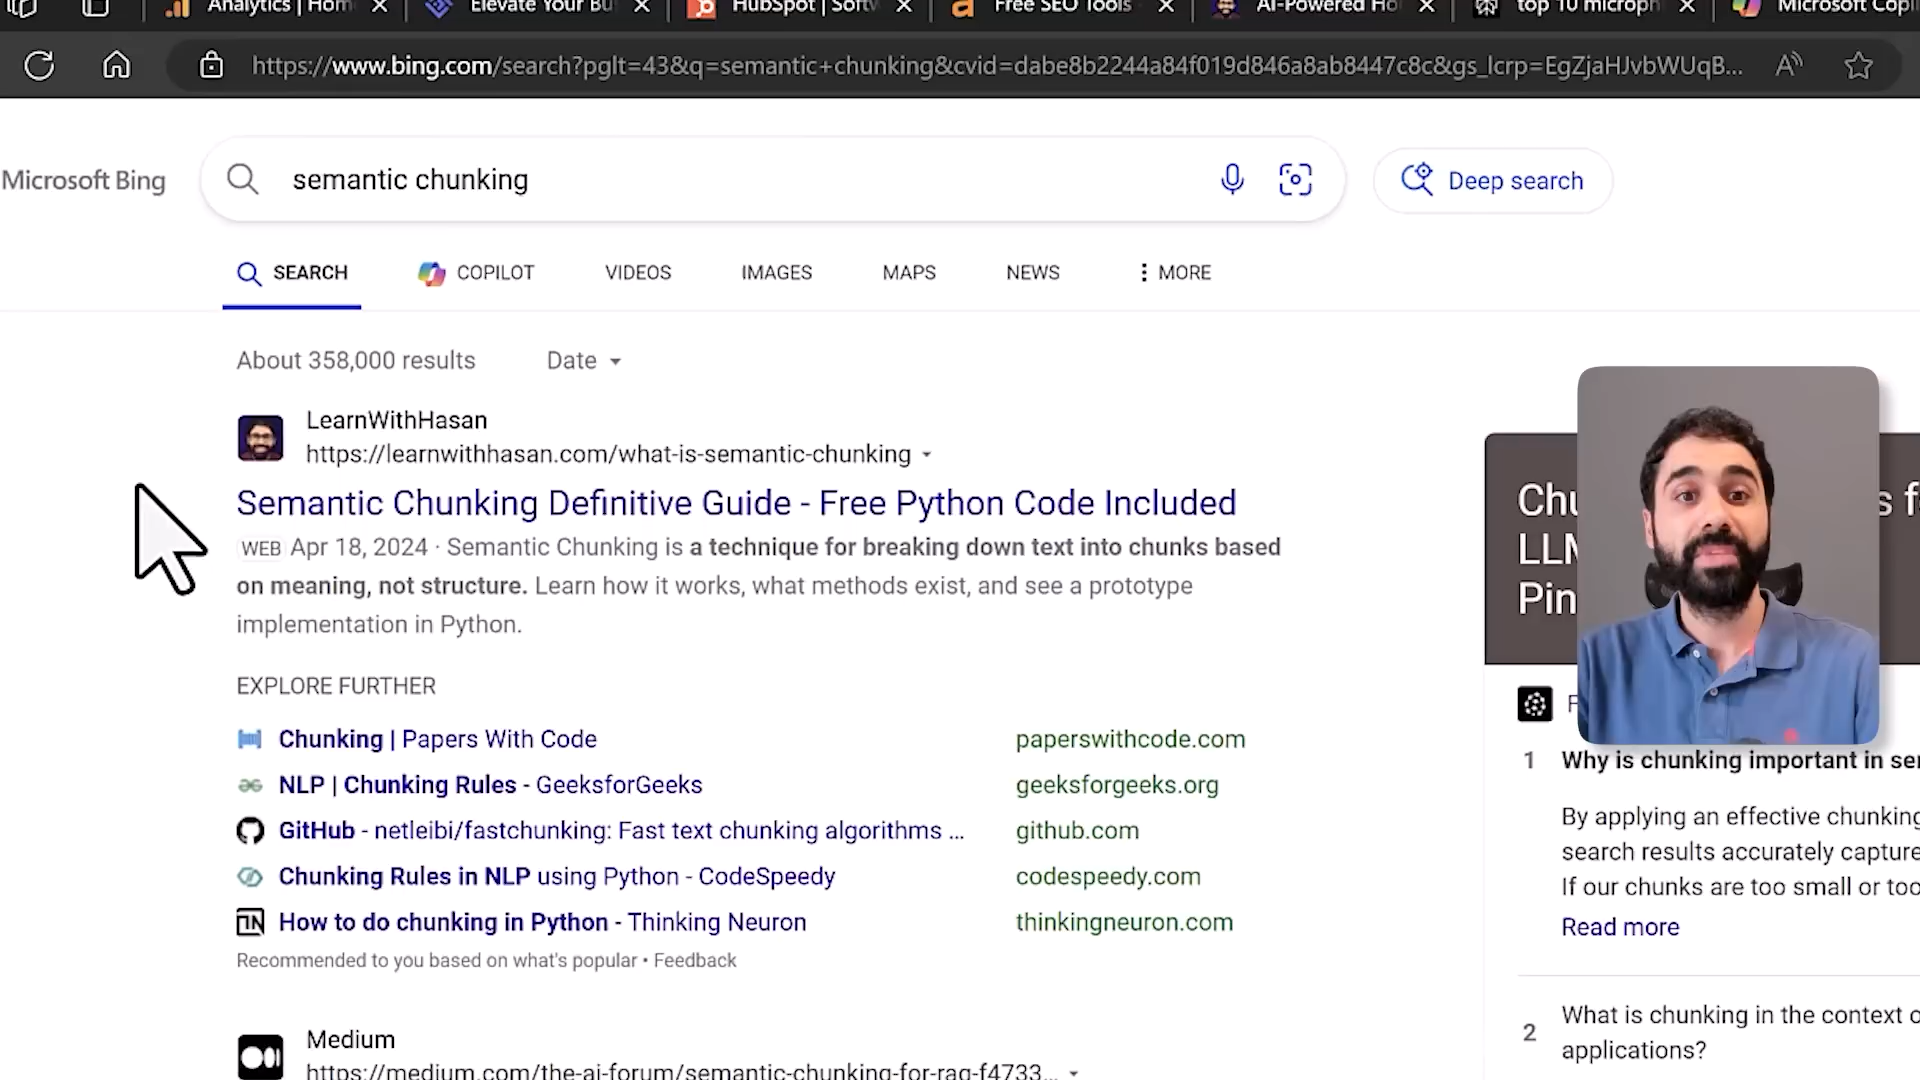 Analytics | Hom
Elevate Your Bu
HubSpot | Softw
Free SEO Tools
AI-Powered Ho
top 10 microph
Microsoft Copil
https://www.bing.com/search?pglt=43&q=semantic+chunking&cvid=dabe8b2244a84f019d846a8ab8447c8c&gs_lcrp=EgZjaHJvbWUqB...
Microsoft Bing
semantic chunking
Deep search
SEARCH
COPILOT
VIDEOS
IMAGES
MAPS
NEWS
MORE
About 358,000 results
Date
LearnWithHasan
https://learnwithhasan.com/what-is-semantic-chunking
Semantic Chunking Definitive Guide - Free Python Code Included
WEB Apr 18, 2024 · Semantic Chunking is a technique for breaking down text into chunks based
on meaning, not structure. Learn how it works, what methods exist, and see a prototype
implementation in Python.
EXPLORE FURTHER
Chunking | Papers With Code paperswithcode.com
NLP | Chunking Rules - GeeksforGeeks geeksforgeeks.org
GitHub - netleibi/fastchunking: Fast text chunking algorithms ... github.com
Chunking Rules in NLP using Python - CodeSpeedy codespeedy.com
How to do chunking in Python - Thinking Neuron thinkingneuron.com
Recommended to you based on what's popular • Feedback
Medium
https://medium.com/the-ai-forum/semantic-chunking-for-rag-f4733...
Chu
s f
LLM
Pin
F
1 Why is chunking important in se
By applying an effective chunking
search results accurately capture
If our chunks are too small or too
Read more
2 What is chunking in the context o
applications?